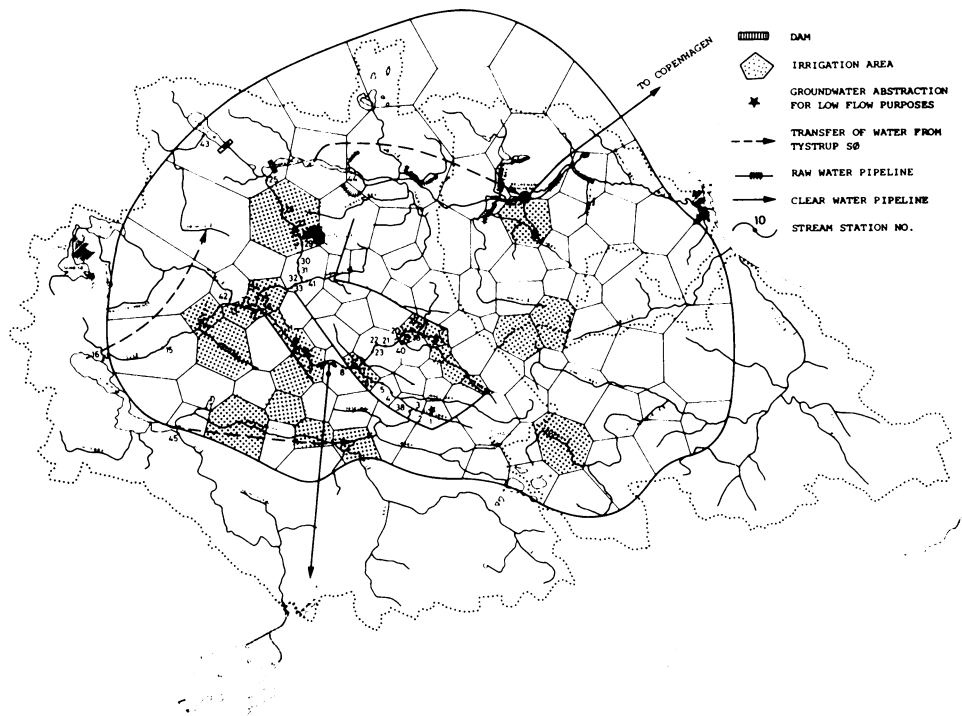 DAM
IRRIGATION AREA
GROUNDWATER ABSTRACTION
FOR LOW FLOW PURPOSES
TRANSFER OF WATER FROM
TYSTRUP SØ
RAW WATER PIPELINE
CLEAR WATER PIPELINE
10
STREAM STATION NO.
TO COPENHAGEN
43
44
30
31
32
33
41
42
16
15
22
21
23
40
8
5
4
38
3
1
45